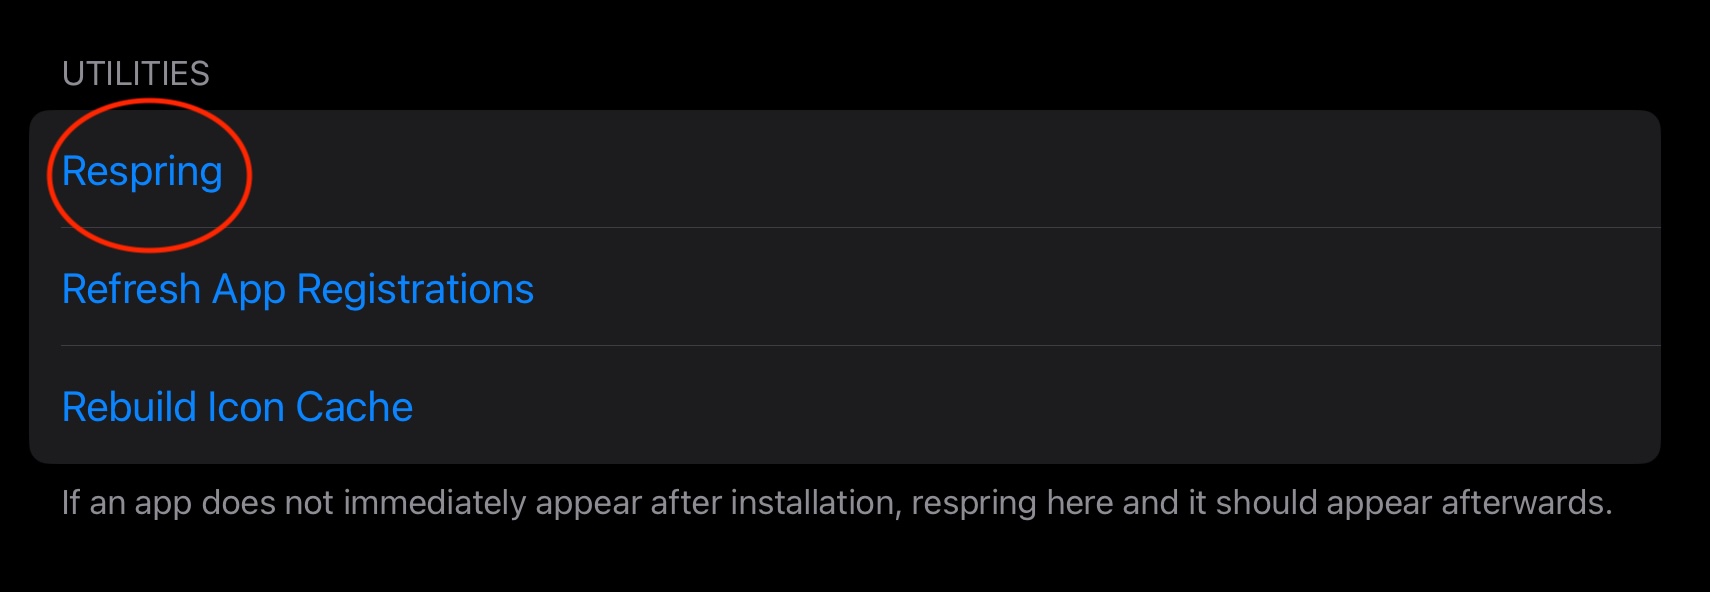 UTILITIES
Respring
Refresh App Registrations
Rebuild Icon Cache
If an app does not immediately appear after installation, respring here and it should appear afterwards.